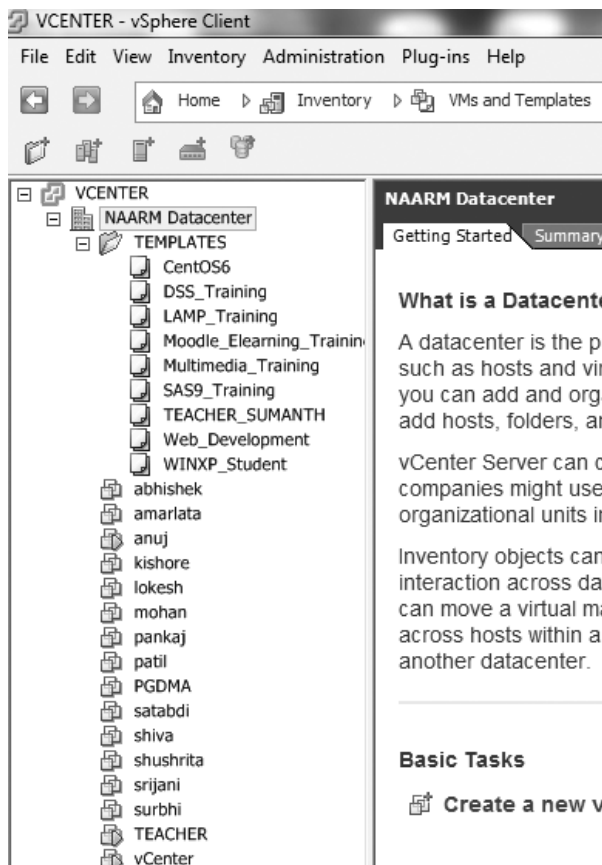 VCENTER - vSphere Client
File Edit View Inventory Administration Plug-ins Help
Home Inventory VMs and Templates
VCENTER
NAARM Datacenter
TEMPLATES
CentOS6
DSS_Training
LAMP_Training
Moodle_Elearning_Trainin
Multimedia_Training
SAS9_Training
TEACHER_SUMANTH
Web_Development
WINXP_Student
abhishek
amarlata
anuj
kishore
lokesh
mohan
pankaj
patil
PGDMA
satabdi
shiva
shushrita
srijani
surbhi
TEACHER
vCenter
NAARM Datacenter
Getting Started Summary
What is a Datacente
A datacenter is the p
such as hosts and vir
you can add and orga
add hosts, folders, an
vCenter Server can c
companies might use
organizational units in
Inventory objects can
interaction across da
can move a virtual ma
across hosts within a
another datacenter.
Basic Tasks
Create a new v